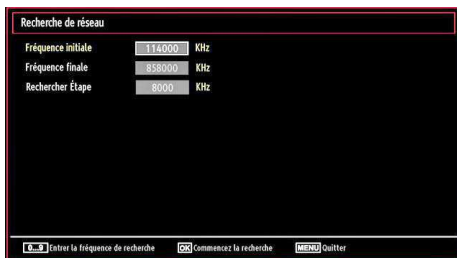 Recherche de réseau
Fréquence initiale 114000 KHz
Fréquence finale 858000 KHz
Rechercher Étape 8000 KHz
0...9 Entrer la fréquence de recherche OK Commencez la recherche MENU Quitter